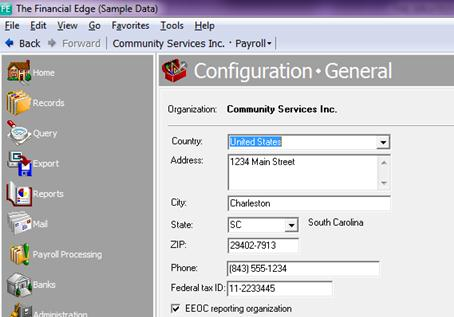 FE The Financial Edge (Sample Data)
File Edit View Go Favorites Tools Help
Back Forward Community Services Inc. · Payroll
Home
Records
Query
Export
Reports
Mail
Payroll Processing
Banks
Administration
Configuration · General
Organization: Community Services Inc.
Country: United States
Address: 1234 Main Street
City: Charleston
State: SC South Carolina
ZIP: 29402-7913
Phone: (843) 555-1234
Federal tax ID: 11-2233445
EEOC reporting organization